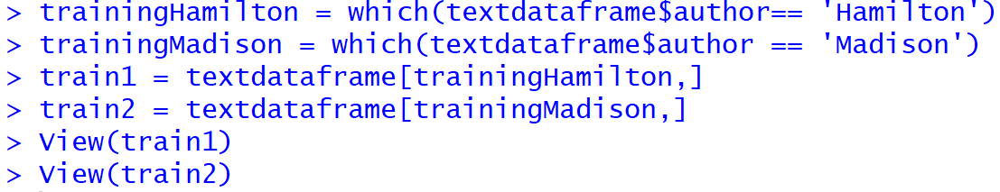 > trainingHamilton = which(textdataframe$author== 'Hamilton')
> trainingMadison = which(textdataframe$author == 'Madison')
> train1 = textdataframe[trainingHamilton,]
> train2 = textdataframe[trainingMadison,]
> View(train1)
> View(train2)